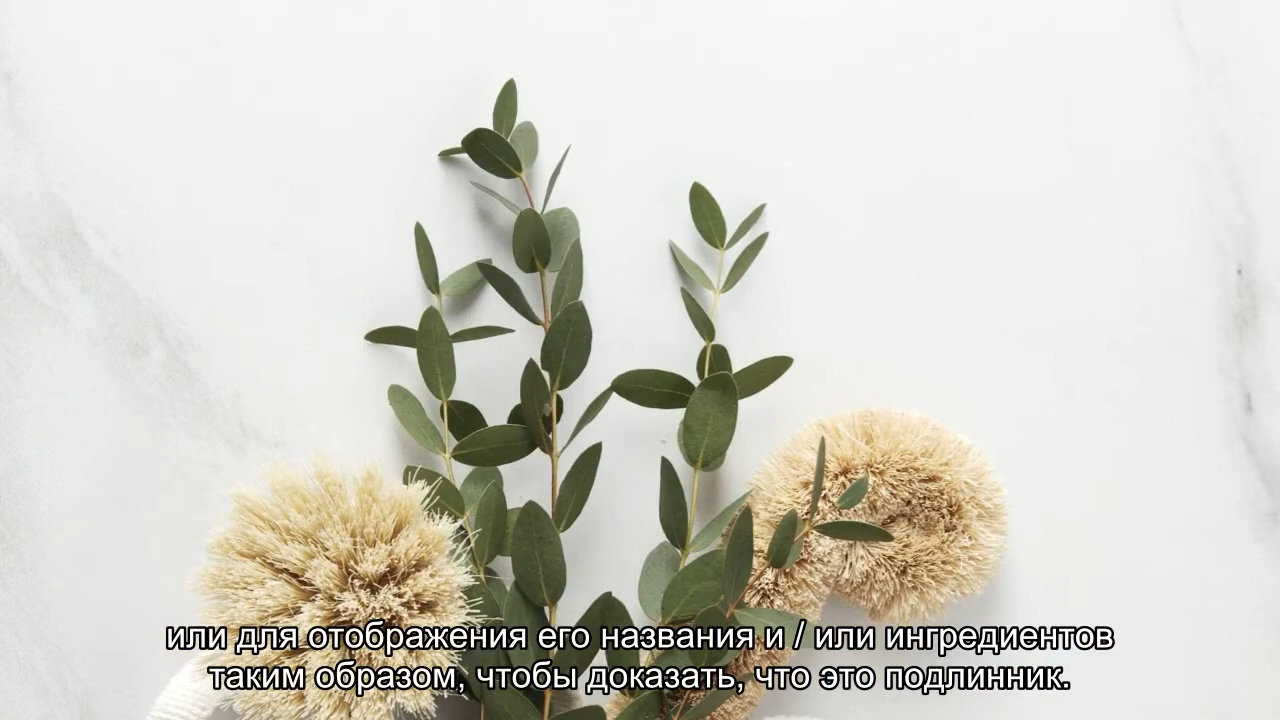 или для отображения его названия и / или ингредиентов
таким образом, чтобы доказать, что это подлинник.